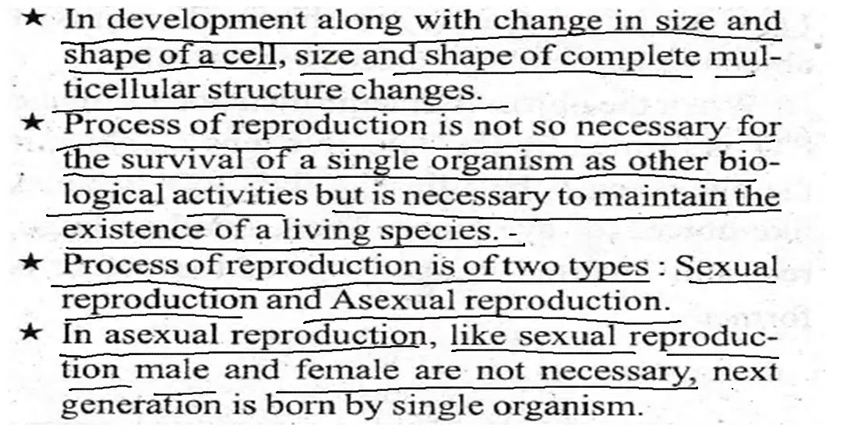 ★ In development along with change in size and
shape of a cell, size and shape of complete mul-
ticellular structure changes.
★ Process of reproduction is not so necessary for
the survival of a single organism as other bio-
logical activities but is necessary to maintain the
existence of a living species.
★ Process of reproduction is of two types : Sexual
reproduction and Asexual reproduction.
★ In asexual reproduction, like sexual reproduc-
tion male and female are not necessary, next
generation is born by single organism.